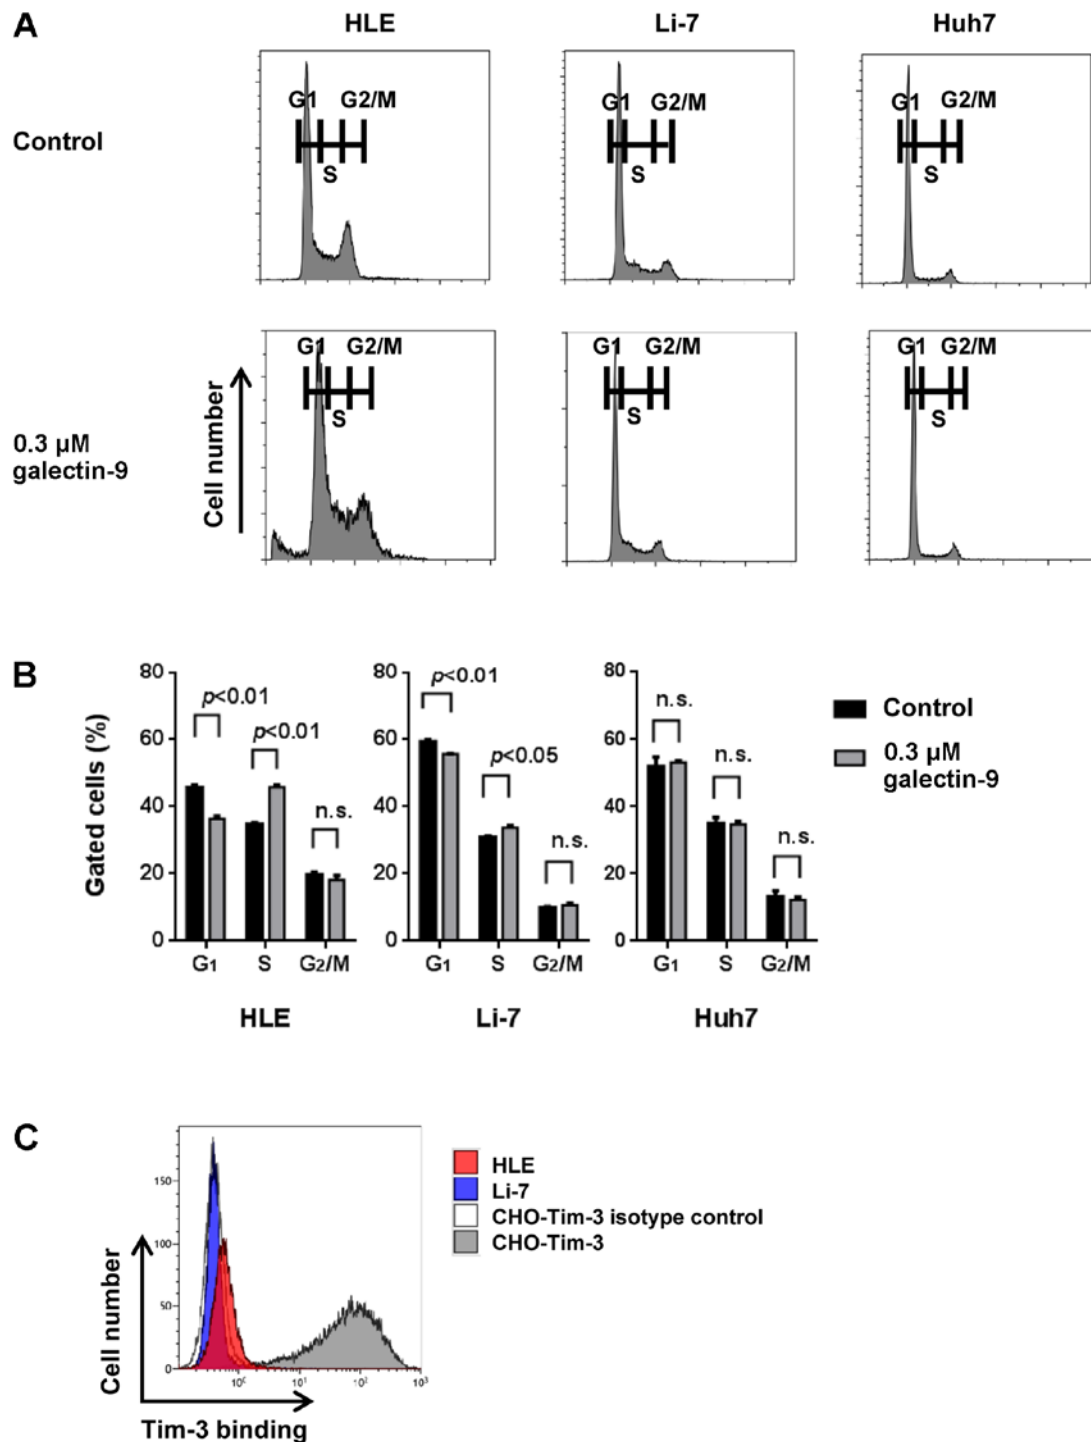 A
HLE Li-7 Huh7
Control
G1 G2/M
S
G1 G2/M
S
G1 G2/M
S
0.3 µM
galectin-9
Cell number
G1 G2/M
S
G1 G2/M
S
G1 G2/M
S
B
Gated cells (%)
80
60
40
20
0
p<0.01
p<0.01
n.s.
G1 S G2/M
HLE
80
60
40
20
0
p<0.01
p<0.05
n.s.
G1 S G2/M
Li-7
80
60
40
20
0
n.s.
n.s.
n.s.
G1 S G2/M
Huh7
Control
0.3 µM
galectin-9
C
Cell number
150
100
50
0
10⁰ 10¹ 10² 10³
Tim-3 binding
HLE
Li-7
CHO-Tim-3 isotype control
CHO-Tim-3